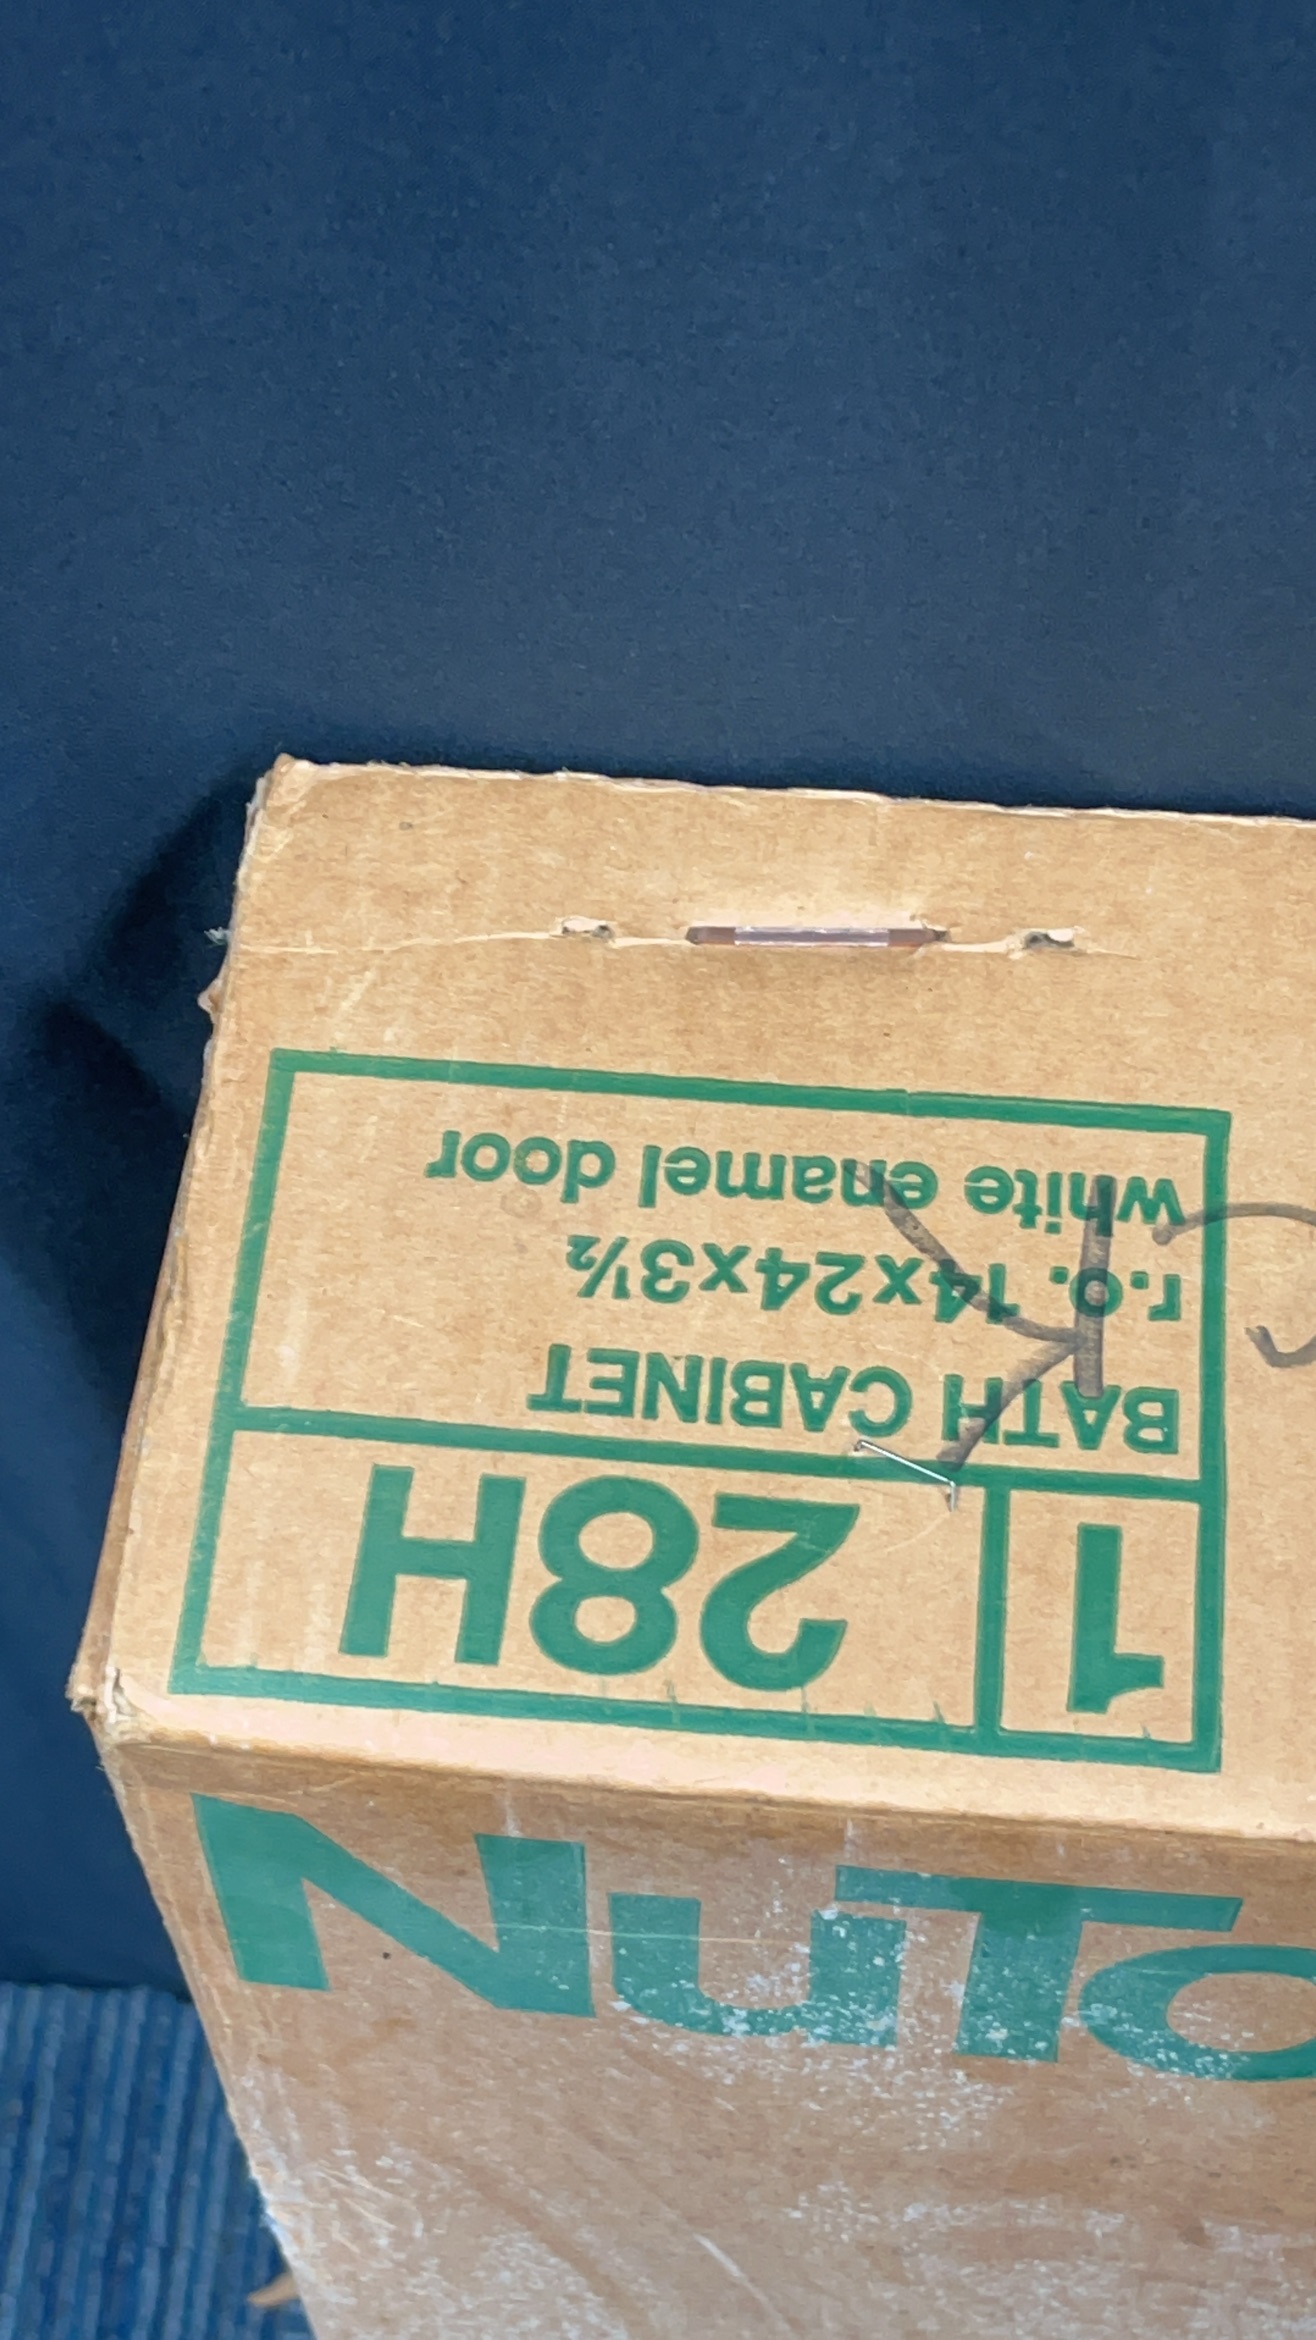 1 28H
BATH CABINET
r.o. 14x24x3½
white enamel door
NuTo